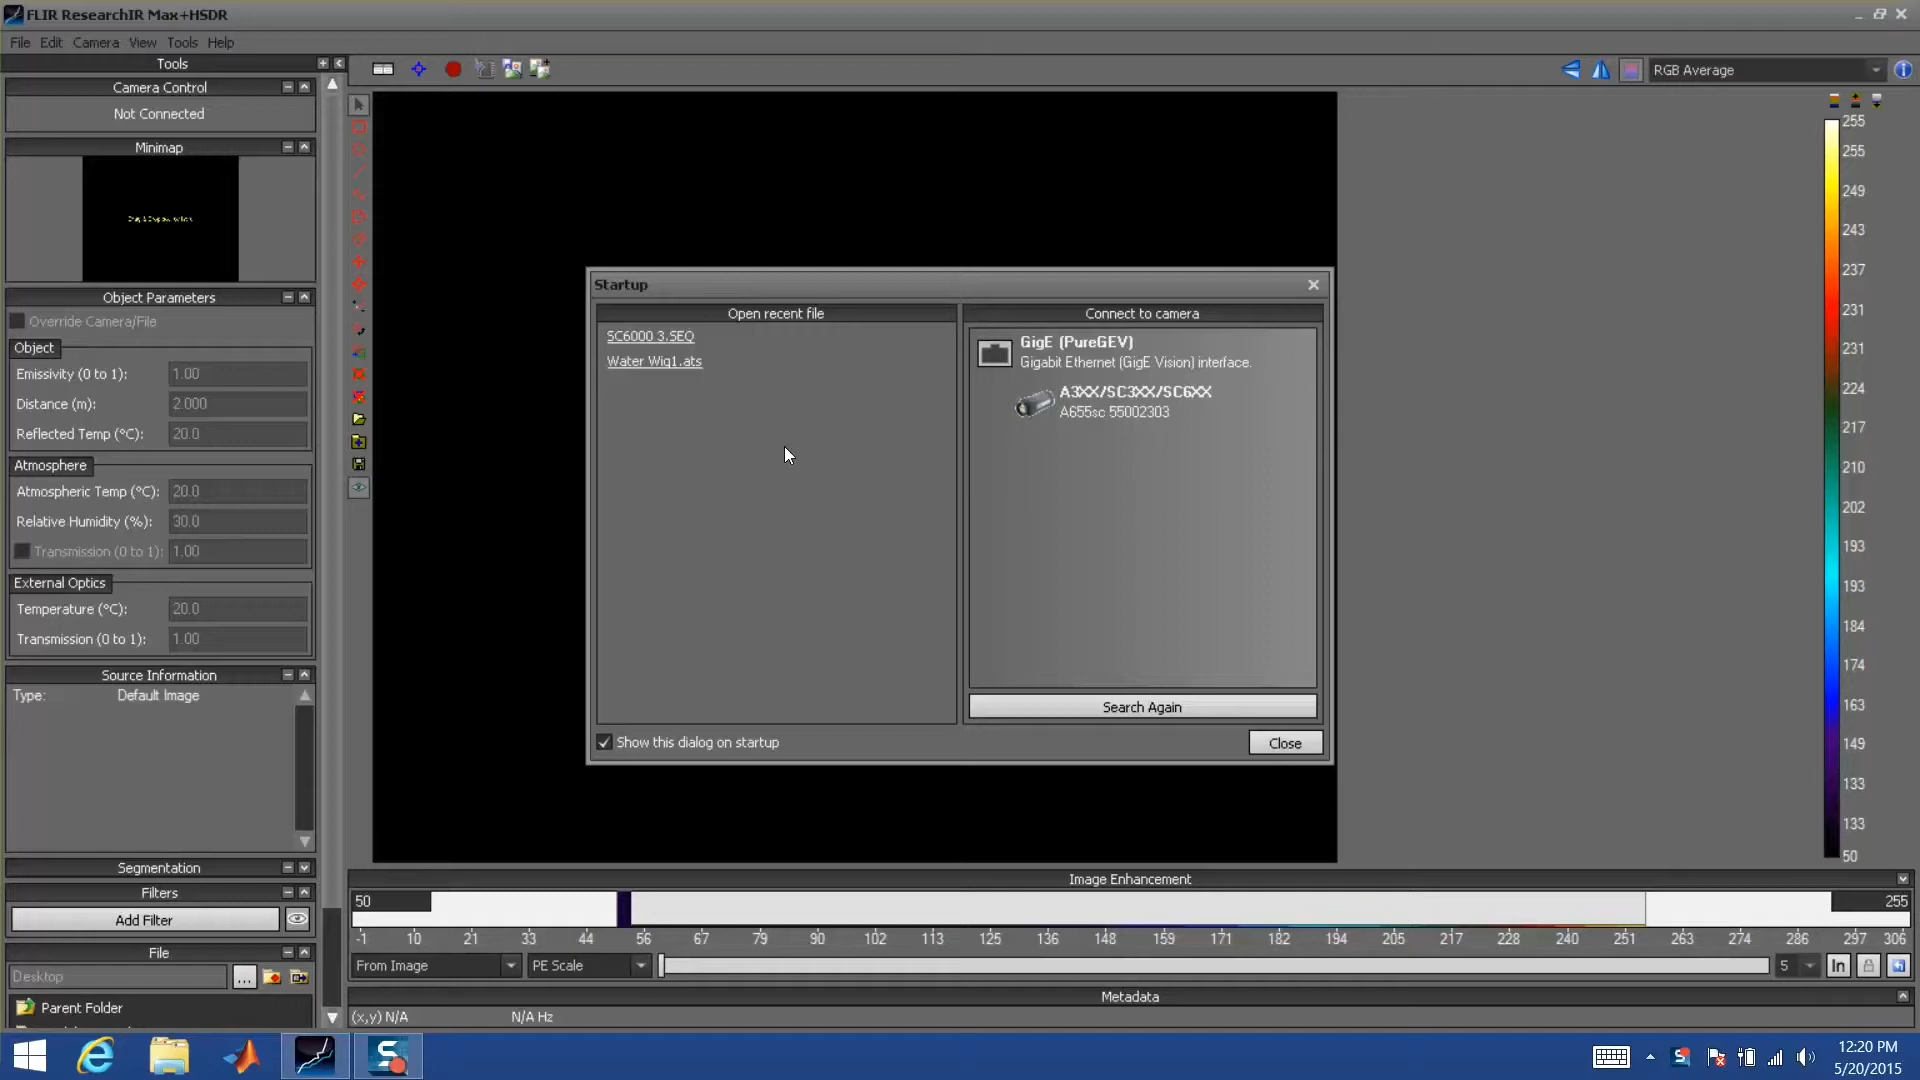 FLIR ResearchIR Max+HSDR
File Edit Camera View Tools Help
Tools
Camera Control
Not Connected
Minimap
Object Parameters
Override Camera/File
Object
Emissivity (0 to 1): 1.00
Distance (m): 2.000
Reflected Temp (°C): 20.0
Atmosphere
Atmospheric Temp (°C): 20.0
Relative Humidity (%): 30.0
Transmission (0 to 1): 1.00
External Optics
Temperature (°C): 20.0
Transmission (0 to 1): 1.00
Source Information
Type: Default Image
Segmentation
Filters
Add Filter
File
Desktop ...
Parent Folder
RGB Average
Startup
Open recent file
SC6000 3.SEQ
Water Wig1.ats
Connect to camera
GigE (PureGEV)
Gigabit Ethernet (GigE Vision) interface.
A3XX/SC3XX/SC6XX
A655sc 55002303
Search Again
Show this dialog on startup
Close
255
255
249
243
237
231
231
224
217
210
202
193
193
184
174
163
149
133
133
50
Image Enhancement
50 255
-1 10 21 33 44 56 67 79 90 102 113 125 136 148 159 171 182 194 205 217 228 240 251 263 274 286 297 306
From Image PE Scale 5 In
Metadata
(x,y) N/A N/A Hz
12:20 PM
5/20/2015